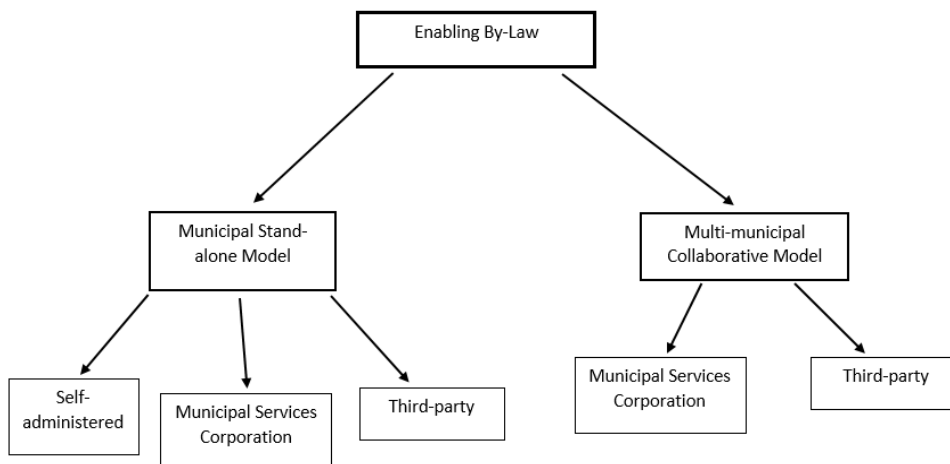 Enabling By-Law
Municipal Stand-
alone Model
Multi-municipal
Collaborative Model
Self-
administered
Municipal Services
Corporation
Third-party
Municipal Services
Corporation
Third-party